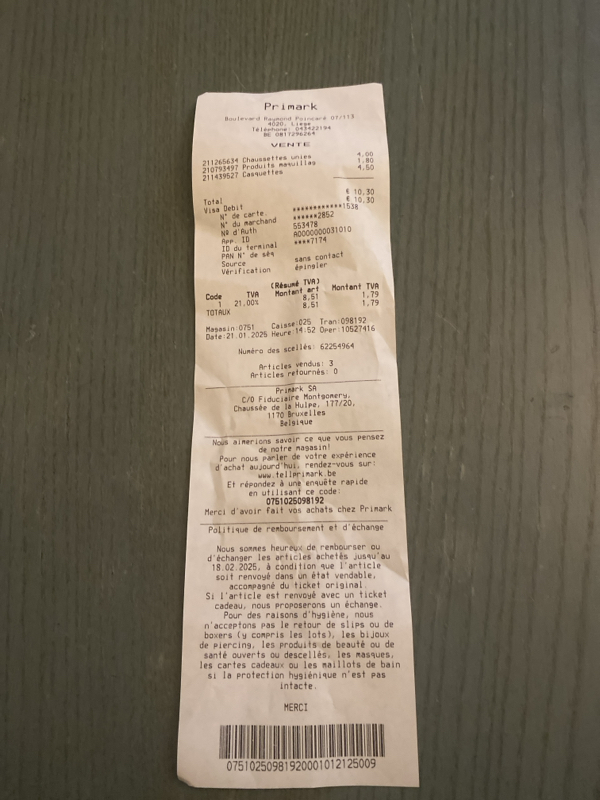 Primark
Boulevard Raymond Poincaré 07/113
4020, Liege
Téléphone: 043422194
BE 0817296264
VENTE
211265634 Chaussettes unies 4,00
210793497 Produits maquillas 1,80
211439527 Casquettes 4,50
Total € 10,30
Visa Debit € 10,30
N° de carte ************1538
N° du marchand ******2852
Nº d'Auth 553478
App. ID A0000000031010
ID du terminal ****7174
PAN N° de séq
Source sans contact
Vérification épingler
(Résumé TVA)
Code TVA Montant art Montant TVA
1 21,00% 8,51 1,79
TOTAUX 8,51 1,79
Magasin:0751 Caisse:025 Tran:098192
Date:21.01.2025 Heure:14:52 Oper:10527416
Numéro des scellés: 62254964
Articles vendus: 3
Articles retournés: 0
Primark SA
C/O Fiduciaire Montgomery,
Chaussée de la Hulpe, 177/20,
1170 Bruxelles
Belgique
Nous aimerions savoir ce que vous pensez
de notre magasin!
Pour nous parler de votre expérience
d'achat aujourd'hui, rendez-vous sur:
www.tellprimark.be
Et répondez à une enquête rapide
en utilisant ce code:
0751025098192
Merci d'avoir fait vos achats chez Primark
Politique de remboursement et d'échange
Nous sommes heureux de rembourser ou
d'échanger les articles achetés jusqu'au
18.02.2025, à condition que l'article
soit renvoyé dans un état vendable,
accompagné du ticket original.
Si l'article est renvoyé avec un ticket
cadeau, nous proposerons un échange.
Pour des raisons d'hygiène, nous
n'acceptons pas le retour de slips ou de
boxers (y compris les lots), les bijoux
de piercing, les produits de beauté ou de
santé ouverts ou descellés, les masques,
les cartes cadeaux ou les maillots de bain
si la protection hygiénique n'est pas
intacte.
MERCI
07510250981920001012125009